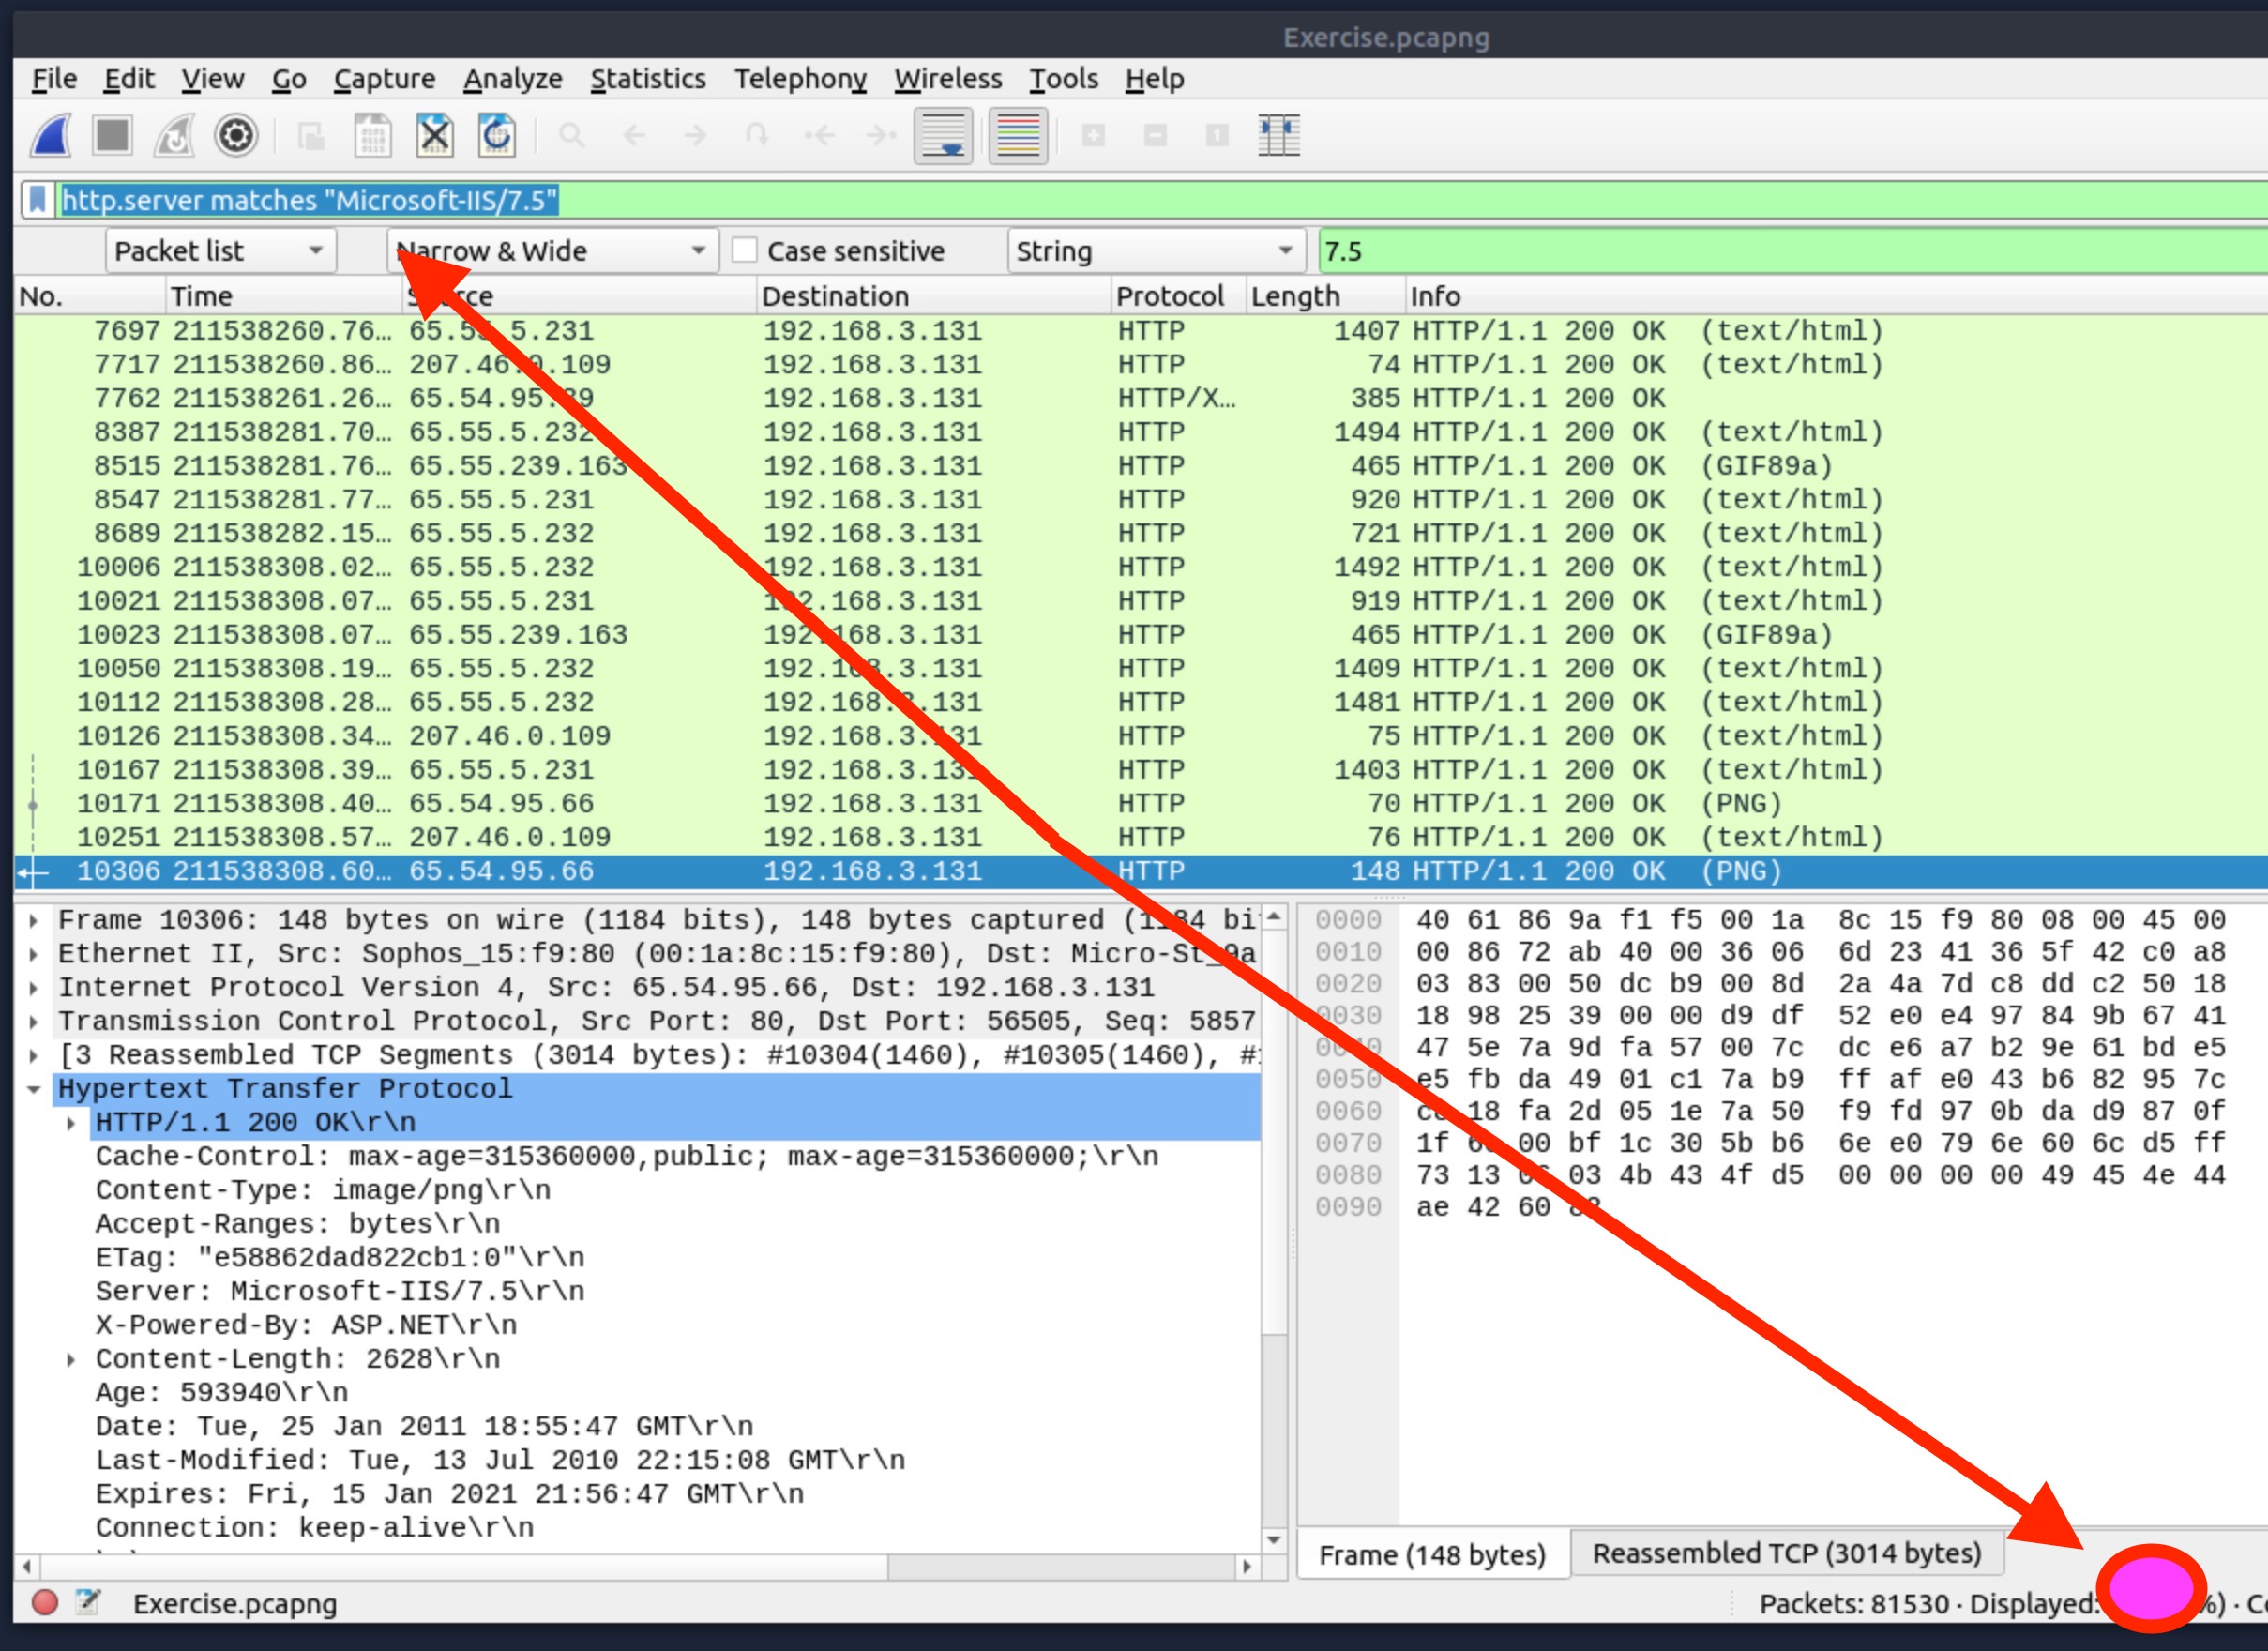 Exercise.pcapng
File Edit View Go Capture Analyze Statistics Telephony Wireless Tools Help
http.server matches "Microsoft-IIS/7.5"
Packet list Narrow & Wide Case sensitive String 7.5
No. Time Source Destination Protocol Length Info
7697 211538260.76… 65.55.5.231 192.168.3.131 HTTP 1407 HTTP/1.1 200 OK (text/html)
7717 211538260.86… 207.46.0.109 192.168.3.131 HTTP 74 HTTP/1.1 200 OK (text/html)
7762 211538261.26… 65.54.95. 192.168.3.131 HTTP/X… 385 HTTP/1.1 200 OK
8387 211538281.70… 65.55.5.232 192.168.3.131 HTTP 1494 HTTP/1.1 200 OK (text/html)
8515 211538281.76… 65.55.239.163 192.168.3.131 HTTP 465 HTTP/1.1 200 OK (GIF89a)
8547 211538281.77… 65.55.5.231 192.168.3.131 HTTP 920 HTTP/1.1 200 OK (text/html)
8689 211538282.15… 65.55.5.232 192.168.3.131 HTTP 721 HTTP/1.1 200 OK (text/html)
10006 211538308.02… 65.55.5.232 192.168.3.131 HTTP 1492 HTTP/1.1 200 OK (text/html)
10021 211538308.07… 65.55.5.231 192.168.3.131 HTTP 919 HTTP/1.1 200 OK (text/html)
10023 211538308.07… 65.55.239.163 192.168.3.131 HTTP 465 HTTP/1.1 200 OK (GIF89a)
10050 211538308.19… 65.55.5.232 192.168.3.131 HTTP 1409 HTTP/1.1 200 OK (text/html)
10112 211538308.28… 65.55.5.232 192.168.3.131 HTTP 1481 HTTP/1.1 200 OK (text/html)
10126 211538308.34… 207.46.0.109 192.168.3.131 HTTP 75 HTTP/1.1 200 OK (text/html)
10167 211538308.39… 65.55.5.231 192.168.3.131 HTTP 1403 HTTP/1.1 200 OK (text/html)
10171 211538308.40… 65.54.95.66 192.168.3.131 HTTP 70 HTTP/1.1 200 OK (PNG)
10251 211538308.57… 207.46.0.109 192.168.3.131 HTTP 76 HTTP/1.1 200 OK (text/html)
10306 211538308.60… 65.54.95.66 192.168.3.131 HTTP 148 HTTP/1.1 200 OK (PNG)
Frame 10306: 148 bytes on wire (1184 bits), 148 bytes captured (1184 bi
Ethernet II, Src: Sophos_15:f9:80 (00:1a:8c:15:f9:80), Dst: Micro-St_9a
Internet Protocol Version 4, Src: 65.54.95.66, Dst: 192.168.3.131
Transmission Control Protocol, Src Port: 80, Dst Port: 56505, Seq: 5857
[3 Reassembled TCP Segments (3014 bytes): #10304(1460), #10305(1460), #
Hypertext Transfer Protocol
HTTP/1.1 200 OK\r\n
Cache-Control: max-age=315360000,public; max-age=315360000;\r\n
Content-Type: image/png\r\n
Accept-Ranges: bytes\r\n
ETag: "e58862dad822cb1:0"\r\n
Server: Microsoft-IIS/7.5\r\n
X-Powered-By: ASP.NET\r\n
Content-Length: 2628\r\n
Age: 593940\r\n
Date: Tue, 25 Jan 2011 18:55:47 GMT\r\n
Last-Modified: Tue, 13 Jul 2010 22:15:08 GMT\r\n
Expires: Fri, 15 Jan 2021 21:56:47 GMT\r\n
Connection: keep-alive\r\n
0000 40 61 86 9a f1 f5 00 1a 8c 15 f9 80 08 00 45 00
0010 00 86 72 ab 40 00 36 06 6d 23 41 36 5f 42 c0 a8
0020 03 83 00 50 dc b9 00 8d 2a 4a 7d c8 dd c2 50 18
0030 18 98 25 39 00 00 d9 df 52 e0 e4 97 84 9b 67 41
0040 47 5e 7a 9d fa 57 00 7c dc e6 a7 b2 9e 61 bd e5
0050 e5 fb da 49 01 c1 7a b9 ff af e0 43 b6 82 95 7c
0060 18 fa 2d 05 1e 7a 50 f9 fd 97 0b da d9 87 0f
0070 1f 00 bf 1c 30 5b b6 6e e0 79 6e 60 6c d5 ff
0080 73 13 03 4b 43 4f d5 00 00 00 00 49 45 4e 44
0090 ae 42 60 82
Frame (148 bytes) Reassembled TCP (3014 bytes)
Exercise.pcapng Packets: 81530 · Displayed: %) · C